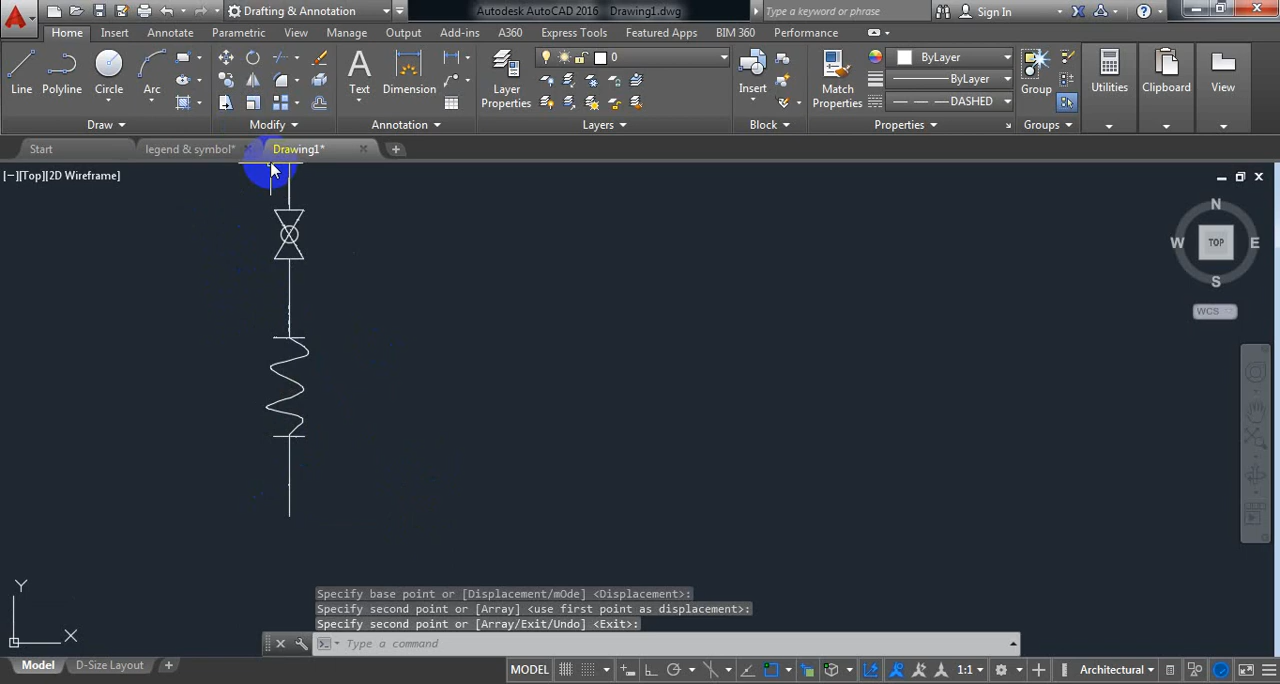 Drafting & Annotation
Autodesk AutoCAD 2016 Drawing1.dwg
Type a keyword or phrase
Sign In
Home Insert Annotate Parametric View Manage Output Add-ins A360 Express Tools Featured Apps BIM 360 Performance
Line Polyline Circle Arc
Text Dimension
Layer Properties
0
Insert
Match Properties
ByLayer
ByLayer
DASHED
Group
Utilities
Clipboard
View
Draw Modify Annotation Layers Block Properties Groups
Start legend & symbol* Drawing1*
[−][Top][2D Wireframe]
N
W TOP E
S
WCS
Y
X
Specify base point or [Displacement/mOde] <Displacement>:
Specify second point or [Array] <use first point as displacement>:
Specify second point or [Array/Exit/Undo] <Exit>:
Type a command
Model D-Size Layout
MODEL 1:1 Architectural